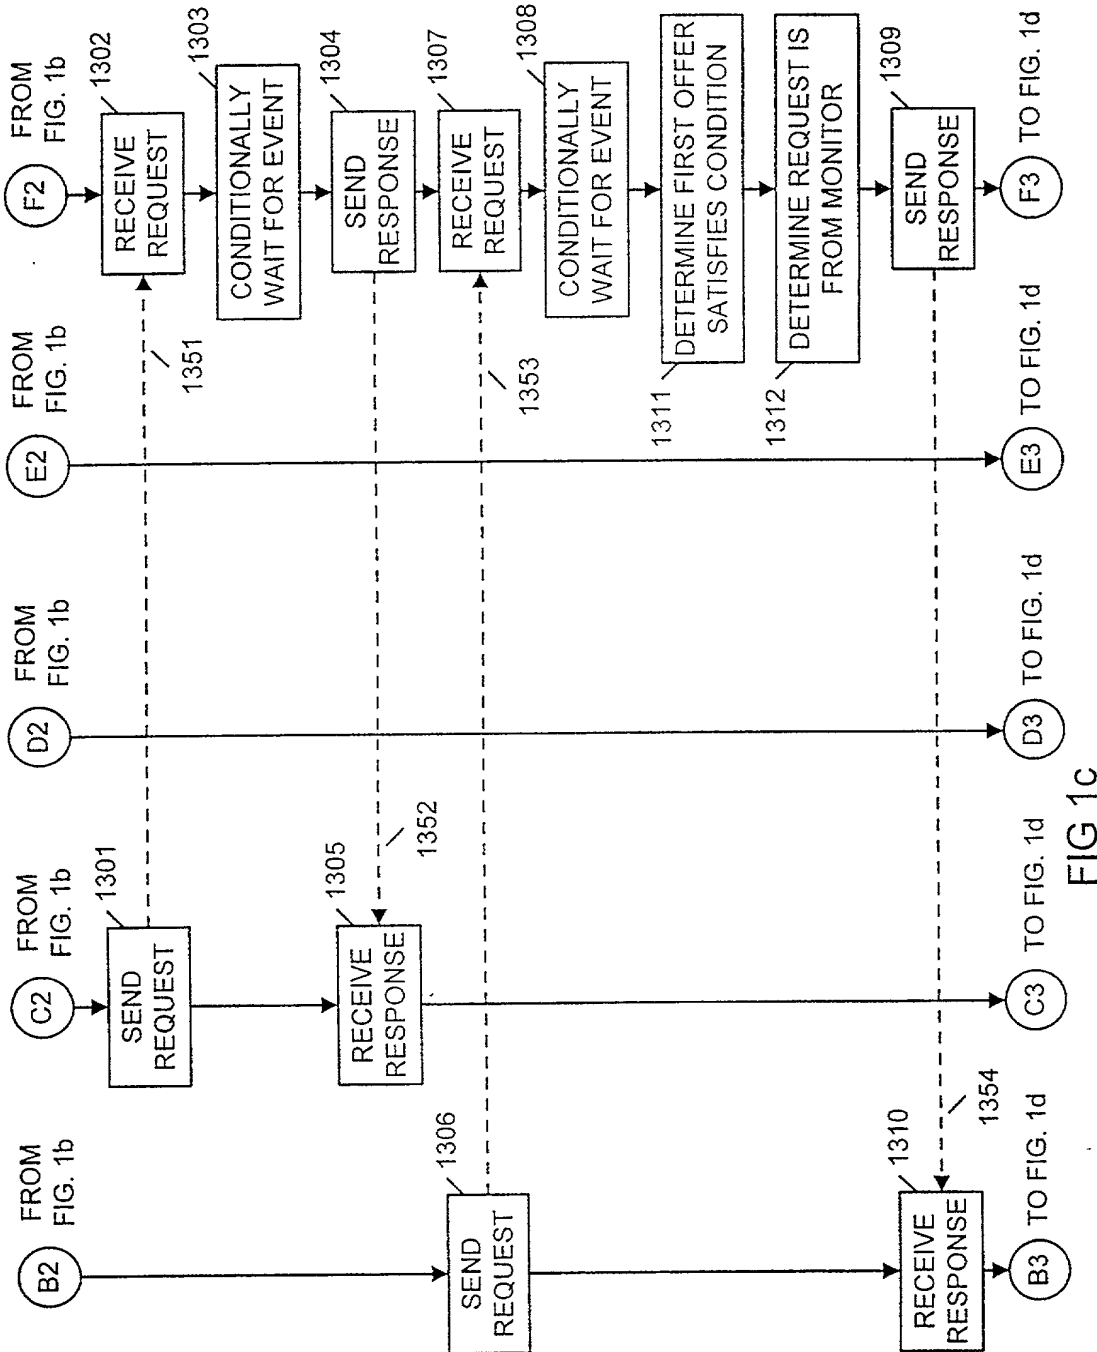 B2
FROM
FIG. 1b
C2
FROM
FIG. 1b
D2
FROM
FIG. 1b
E2
FROM
FIG. 1b
F2
FROM
FIG. 1b
1301
SEND
REQUEST
1351
1302
RECEIVE
REQUEST
1303
CONDITIONALLY
WAIT FOR EVENT
1305
RECEIVE
RESPONSE
1352
1304
SEND
RESPONSE
1306
SEND
REQUEST
1353
1307
RECEIVE
REQUEST
1308
CONDITIONALLY
WAIT FOR EVENT
1311
DETERMINE FIRST OFFER
SATISFIES CONDITION
1312
DETERMINE REQUEST IS
FROM MONITOR
1310
RECEIVE
RESPONSE
1354
1309
SEND
RESPONSE
B3
TO FIG. 1d
C3
TO FIG. 1d
D3
TO FIG. 1d
E3
TO FIG. 1d
F3
TO FIG. 1d
FIG 1c